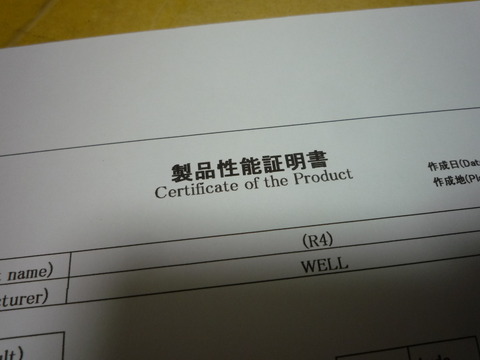 製品性能証明書
Certificate of the Product
作成日(Dat
作成地(Pl
(R4)
t name)
WELL
cturer)
ult)